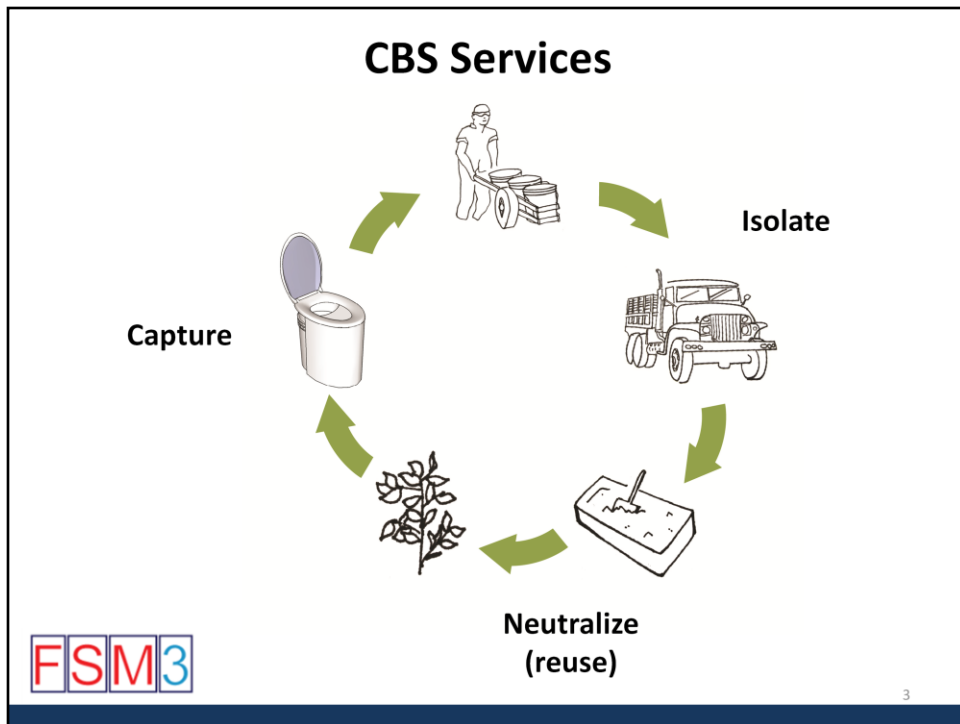 CBS Services
Isolate
Capture
Neutralize
(reuse)
FSM3
3